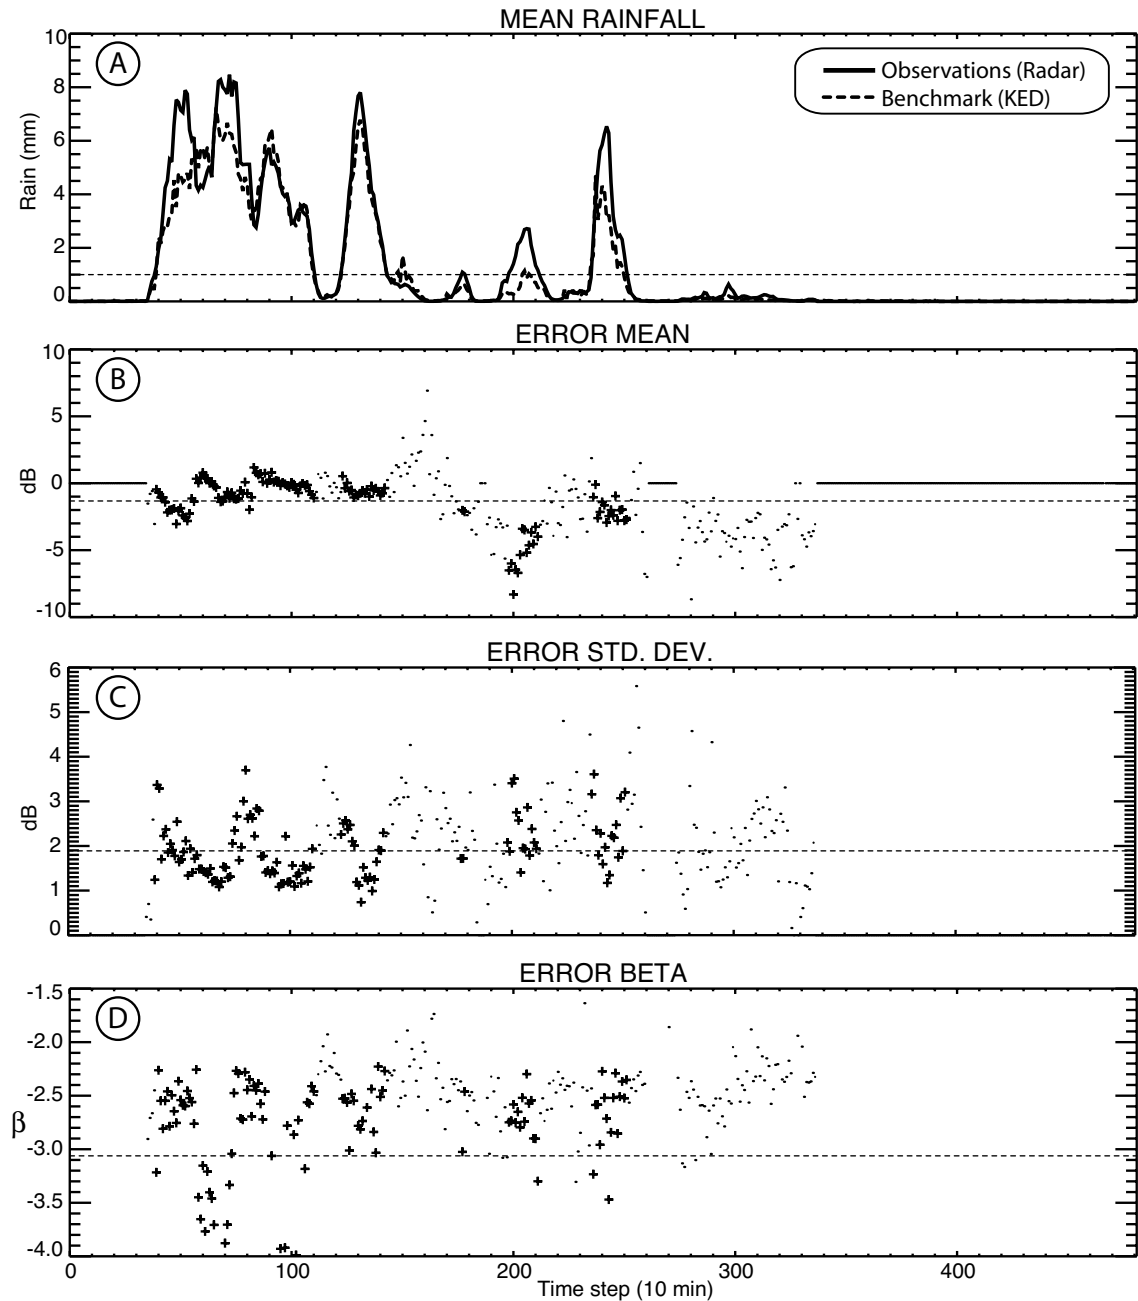 MEAN RAINFALL
A
Observations (Radar)
Benchmark (KED)
Rain (mm)
10
8
6
4
2
0
ERROR MEAN
B
dB
10
5
0
-5
-10
ERROR STD. DEV.
C
dB
6
5
4
3
2
1
0
ERROR BETA
D
β
-1.5
-2.0
-2.5
-3.0
-3.5
-4.0
0 100 200 300 400
Time step (10 min)